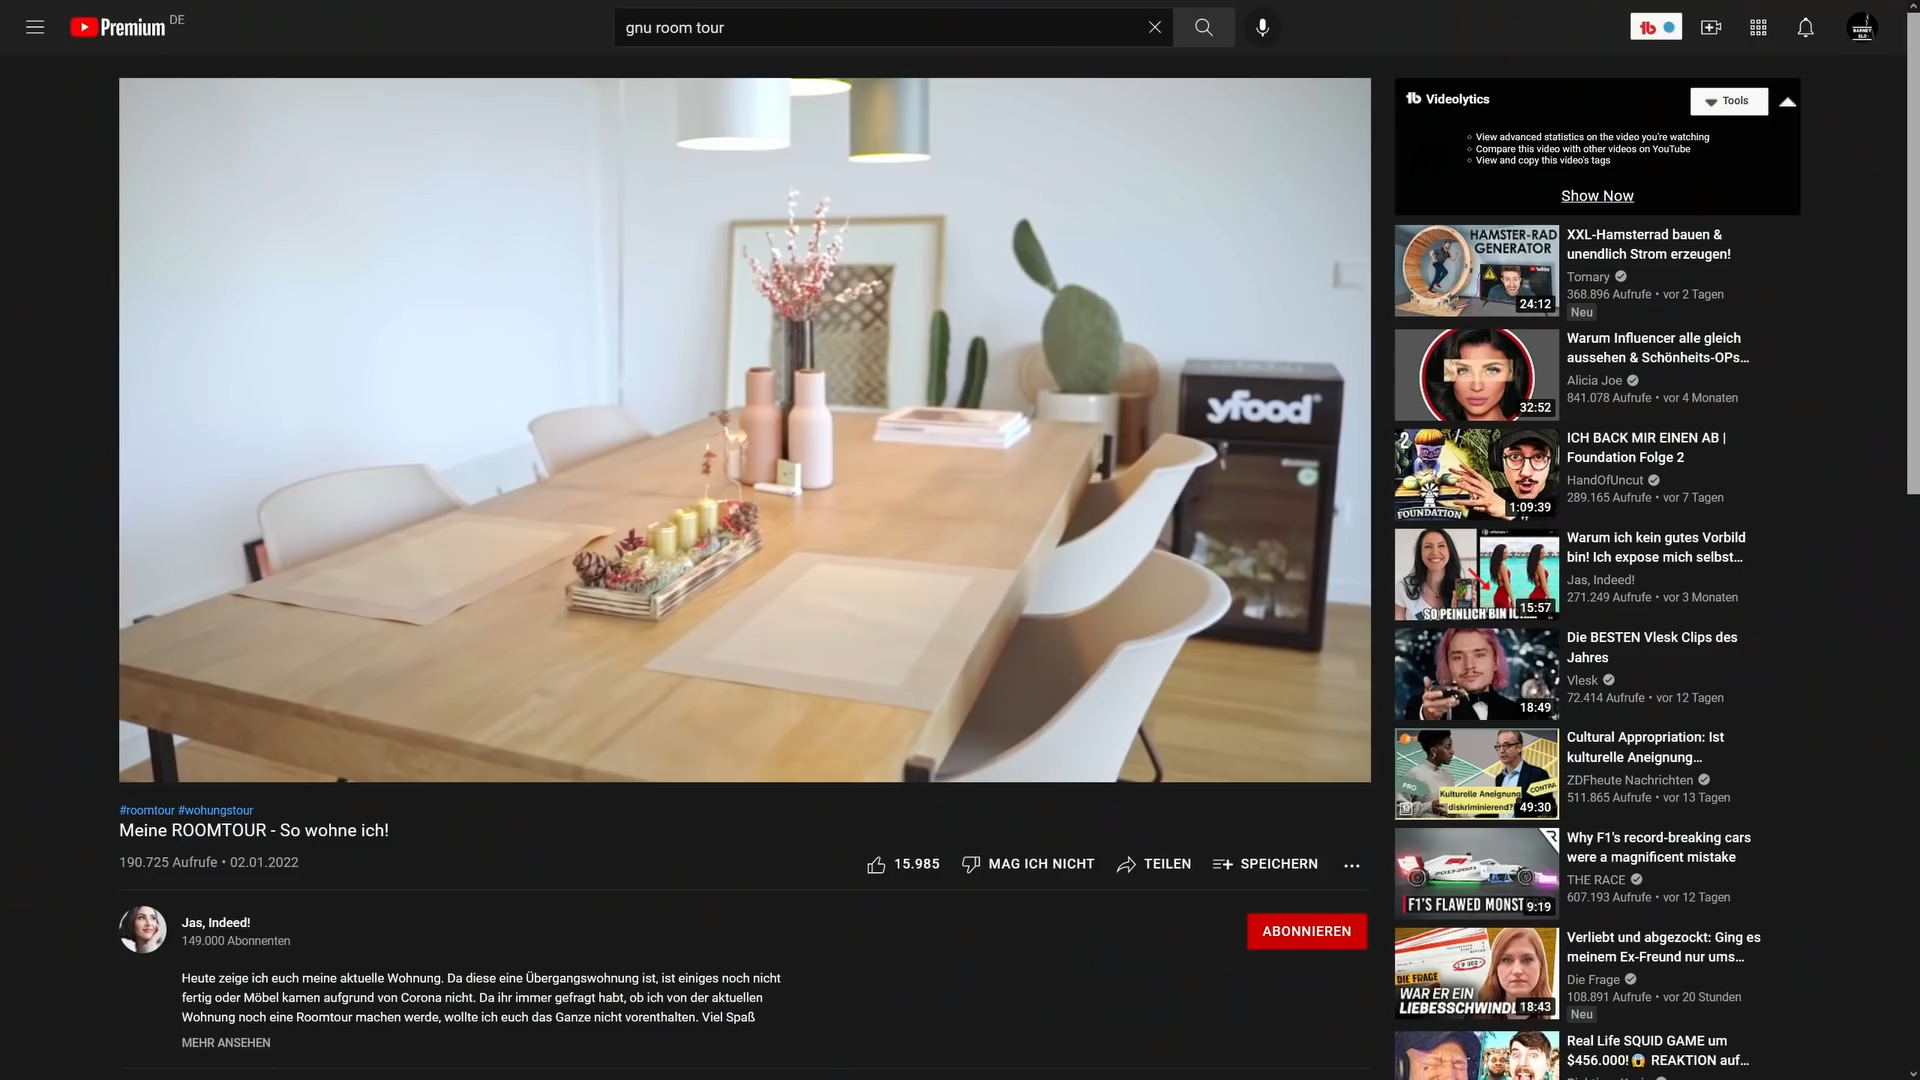 Premium DE
gnu room tour
yfood
Videolytics
Tools
View advanced statistics on the video you're watching
Compare this video with other videos on YouTube
View and copy this video's tags
Show Now
HAMSTER-RAD
GENERATOR
24:12
XXL-Hamsterrad bauen &
unendlich Strom erzeugen!
Tomary
368.896 Aufrufe • vor 2 Tagen
Neu
32:52
Warum Influencer alle gleich
aussehen & Schönheits-OPs...
Alicia Joe
841.078 Aufrufe • vor 4 Monaten
2
FOUNDATION
1:09:39
ICH BACK MIR EINEN AB |
Foundation Folge 2
HandOfUncut
289.165 Aufrufe • vor 7 Tagen
SO PEINLICH BIN
15:57
Warum ich kein gutes Vorbild
bin! Ich expose mich selbst...
Jas, Indeed!
271.249 Aufrufe • vor 3 Monaten
18:49
Die BESTEN Vlesk Clips des
Jahres
Vlesk
72.414 Aufrufe • vor 12 Tagen
PRO
CONTRA
Kulturelle Aneignung
diskriminierend?
49:30
Cultural Appropriation: Ist
kulturelle Aneignung...
ZDFheute Nachrichten
511.865 Aufrufe • vor 13 Tagen
F1'S FLAWED MONST
9:19
Why F1's record-breaking cars
were a magnificent mistake
THE RACE
607.193 Aufrufe • vor 12 Tagen
DIE FRAGE
WAR ER EIN
LIEBESSCHWINDL
18:43
Verliebt und abgezockt: Ging es
meinem Ex-Freund nur ums...
Die Frage
108.891 Aufrufe • vor 20 Stunden
Neu
Real Life SQUID GAME um
$456.000!😱 REAKTION auf...
#roomtour #wohungstour
Meine ROOMTOUR - So wohne ich!
190.725 Aufrufe • 02.01.2022
15.985
MAG ICH NICHT
TEILEN
SPEICHERN
Jas, Indeed!
149.000 Abonnenten
ABONNIEREN
Heute zeige ich euch meine aktuelle Wohnung. Da diese eine Übergangswohnung ist, ist einiges noch nicht
fertig oder Möbel kamen aufgrund von Corona nicht. Da ihr immer gefragt habt, ob ich von der aktuellen
Wohnung noch eine Roomtour machen werde, wollte ich euch das Ganze nicht vorenthalten. Viel Spaß
MEHR ANSEHEN